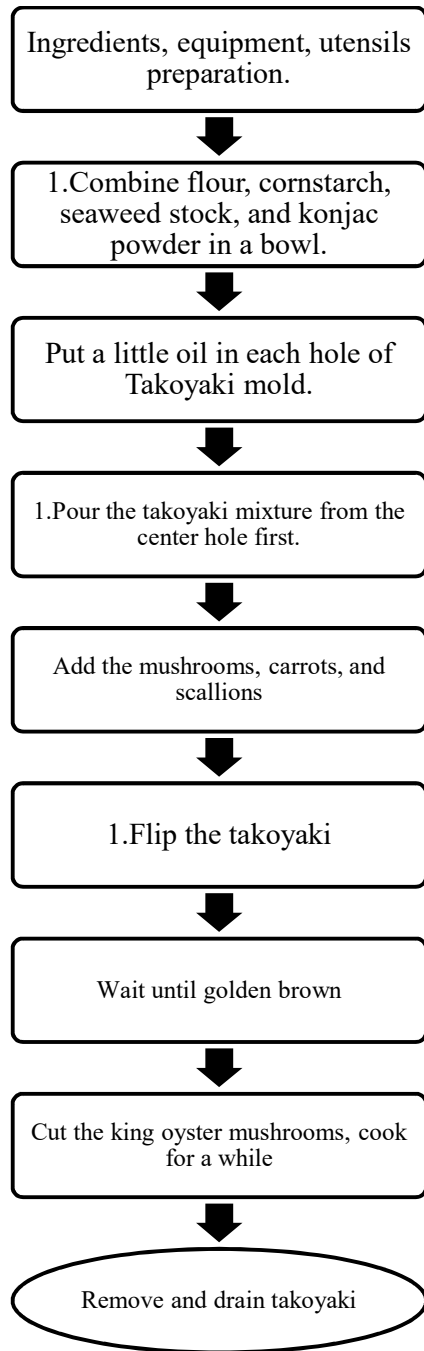 Ingredients, equipment, utensils
preparation.
1.Combine flour, cornstarch,
seaweed stock, and konjac
powder in a bowl.
Put a little oil in each hole of
Takoyaki mold.
1.Pour the takoyaki mixture from the
center hole first.
Add the mushrooms, carrots, and
scallions
1.Flip the takoyaki
Wait until golden brown
Cut the king oyster mushrooms, cook
for a while
Remove and drain takoyaki